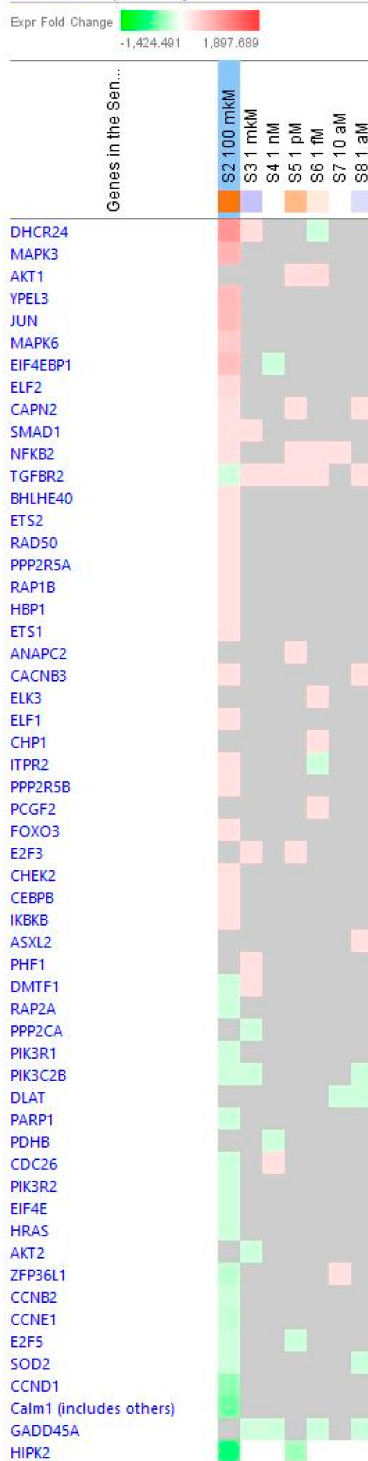 Expr Fold Change
-1,424.491 1,897.689
Genes in the Sen...
S2 100 mkM
S3 1 mkM
S4 1 nM
S5 1 pM
S6 1 fM
S7 10 aM
S8 1 aM
DHCR24
MAPK3
AKT1
YPEL3
JUN
MAPK6
EIF4EBP1
ELF2
CAPN2
SMAD1
NFKB2
TGFBR2
BHLHE40
ETS2
RAD50
PPP2R5A
RAP1B
HBP1
ETS1
ANAPC2
CACNB3
ELK3
ELF1
CHP1
ITPR2
PPP2R5B
PCGF2
FOXO3
E2F3
CHEK2
CEBPB
IKBKB
ASXL2
PHF1
DMTF1
RAP2A
PPP2CA
PIK3R1
PIK3C2B
DLAT
PARP1
PDHB
CDC26
PIK3R2
EIF4E
HRAS
AKT2
ZFP36L1
CCNB2
CCNE1
E2F5
SOD2
CCND1
Calm1 (includes others)
GADD45A
HIPK2